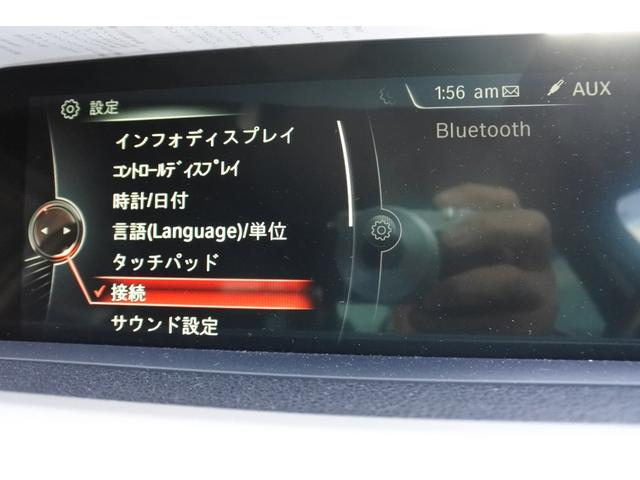 1:56 am
AUX
設定
Bluetooth
インフォディスプレイ
コントロールディスプレイ
時計/日付
言語(Language)/単位
タッチパッド
接続
サウンド設定